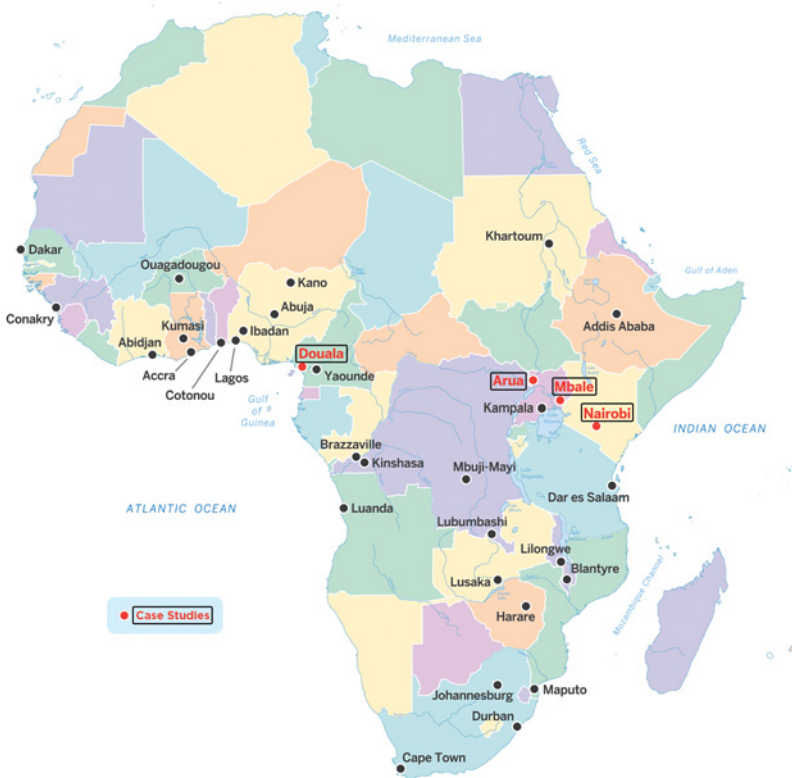 Mediterranean Sea
Red Sea
Khartoum
Dakar
Ouagadougou
Kano
Gulf of Aden
Abuja
Conakry
Kumasi
Ibadan
Addis Ababa
Abidjan
Accra
Lagos
Cotonou
Douala
Yaounde
Arua
Mbale
Kampala
Nairobi
Gulf
of
Guinea
INDIAN OCEAN
Brazzaville
Kinshasa
Mbuji-Mayi
Dar es Salaam
ATLANTIC OCEAN
Luanda
Lubumbashi
Lilongwe
Blantyre
Lusaka
Mozambique Channel
Harare
Case Studies
Johannesburg
Maputo
Durban
Cape Town